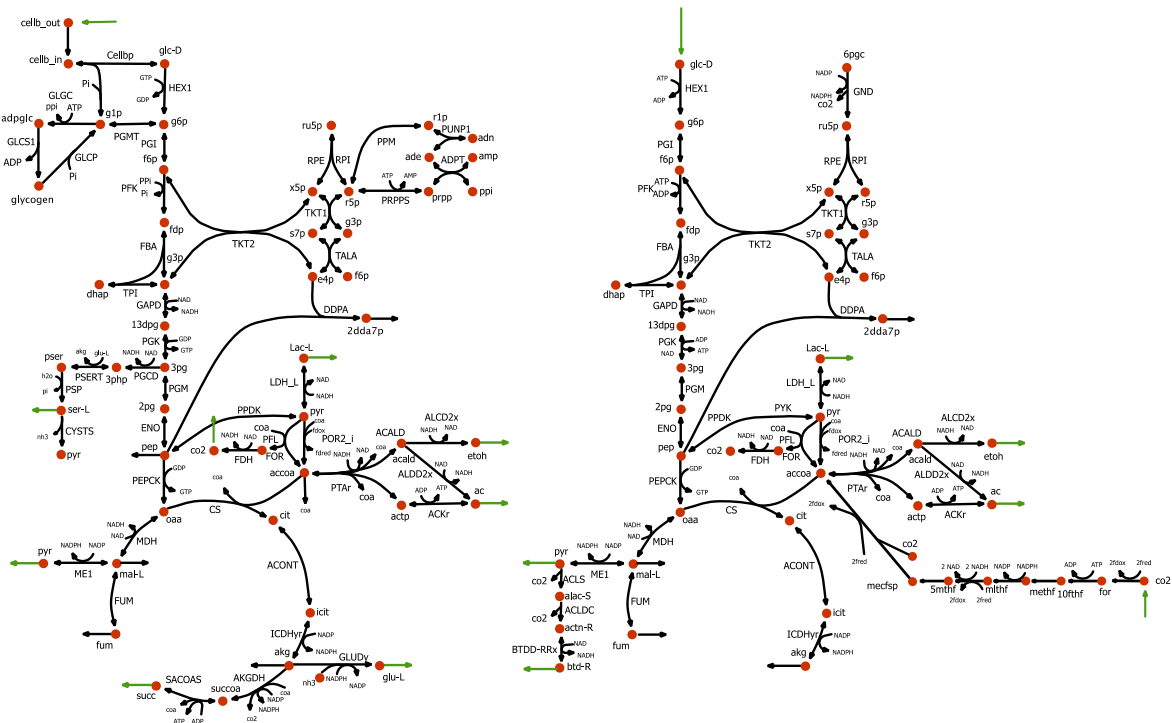 cellb_out
cellb_in
Cellbp
glc-D
GTP
GDP
HEX1
Pi
GLGC
ppi
ATP
adpglc
g1p
PGMT
g6p
GLCS1
ADP
GLCP
Pi
glycogen
PGI
f6p
PFK
PPi
Pi
fdp
FBA
g3p
dhap
TPI
GAPD
NAD
NADH
13dpg
PGK
GDP
GTP
3pg
NADH
NAD
PGCD
3php
akg
glu-L
PSERT
pser
h2o
pi
PSP
ser-L
CYSTS
nh3
pyr
PGM
2pg
ENO
pep
PEPCK
GDP
GTP
oaa
ru5p
RPE
RPI
x5p
r5p
TKT1
s7p
g3p
TALA
e4p
f6p
TKT2
DDPA
2dda7p
PPM
r1p
PUNP1
adn
ade
ADPT
amp
ATP
AMP
PRPPS
prpp
ppi
Lac-L
LDH_L
NAD
NADH
PPDK
pyr
coa
fdox
fdred
coa
PFL
FOR
POR2_i
co2
NADH
NAD
FDH
accoa
coa
NADH
NAD
coa
PTAr
coa
ACALD
acald
ALCD2x
NADH
NAD
etoh
ALDD2x
NAD
NADH
ac
actp
ADP
ATP
ACKr
coa
CS
cit
ACONT
icit
ICDHyr
NADP
NADPH
akg
NADH
NAD
MDH
pyr
NADPH
NADP
ME1
mal-L
FUM
fum
GLUDy
nh3
NADPH
NADP
glu-L
AKGDH
coa
NADP
NADPH
co2
succoa
SACOAS
succ
coa
ATP
ADP
glc-D
ATP
ADP
HEX1
g6p
PGI
f6p
PFK
ATP
ADP
fdp
FBA
g3p
dhap
TPI
GAPD
NAD
NADH
13dpg
PGK
NAD
ADP
ATP
3pg
PGM
2pg
ENO
pep
PEPCK
GDP
GTP
oaa
6pgc
NADP
NADPH
co2
GND
ru5p
RPE
RPI
x5p
r5p
TKT1
s7p
g3p
TALA
e4p
f6p
TKT2
DDPA
2dda7p
Lac-L
LDH_L
NAD
NADH
PPDK
PYK
pyr
coa
fdox
fdred
coa
PFL
FOR
POR2_i
co2
NADH
NAD
FDH
accoa
NADH
NAD
coa
PTAr
coa
ACALD
acald
ALCD2x
NADH
NAD
etoh
ALDD2x
NAD
NADH
ac
actp
ADP
ATP
ACKr
coa
CS
cit
ACONT
icit
ICDHyr
NADP
NADPH
akg
NADH
NAD
MDH
pyr
NADPH
NADP
ME1
mal-L
FUM
fum
co2
ACLS
alac-S
co2
ACLDC
actn-R
BTDD-RRx
NAD
NADH
btd-R
2fdox
2fred
co2
mecfsp
5mthf
2 NAD
2 NADH
2fdox
2fred
mlthf
NADP
NADPH
methf
10fthf
ADP
ATP
for
2fdox
2fred
co2